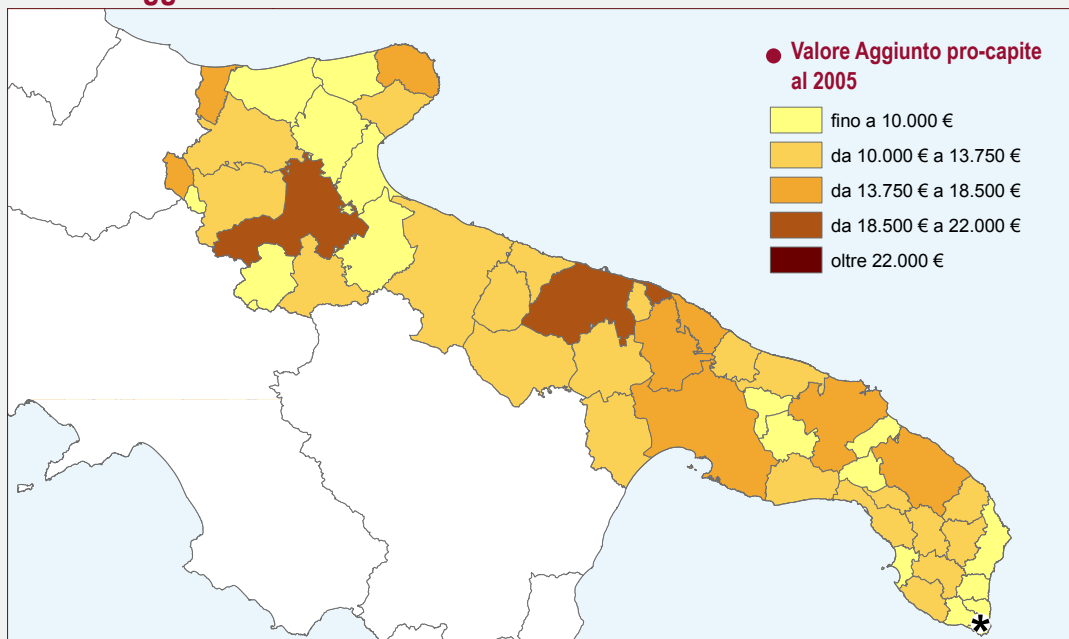 Valore Aggiunto pro-capite
al 2005
fino a 10.000 €
da 10.000 € a 13.750 €
da 13.750 € a 18.500 €
da 18.500 € a 22.000 €
oltre 22.000 €
*